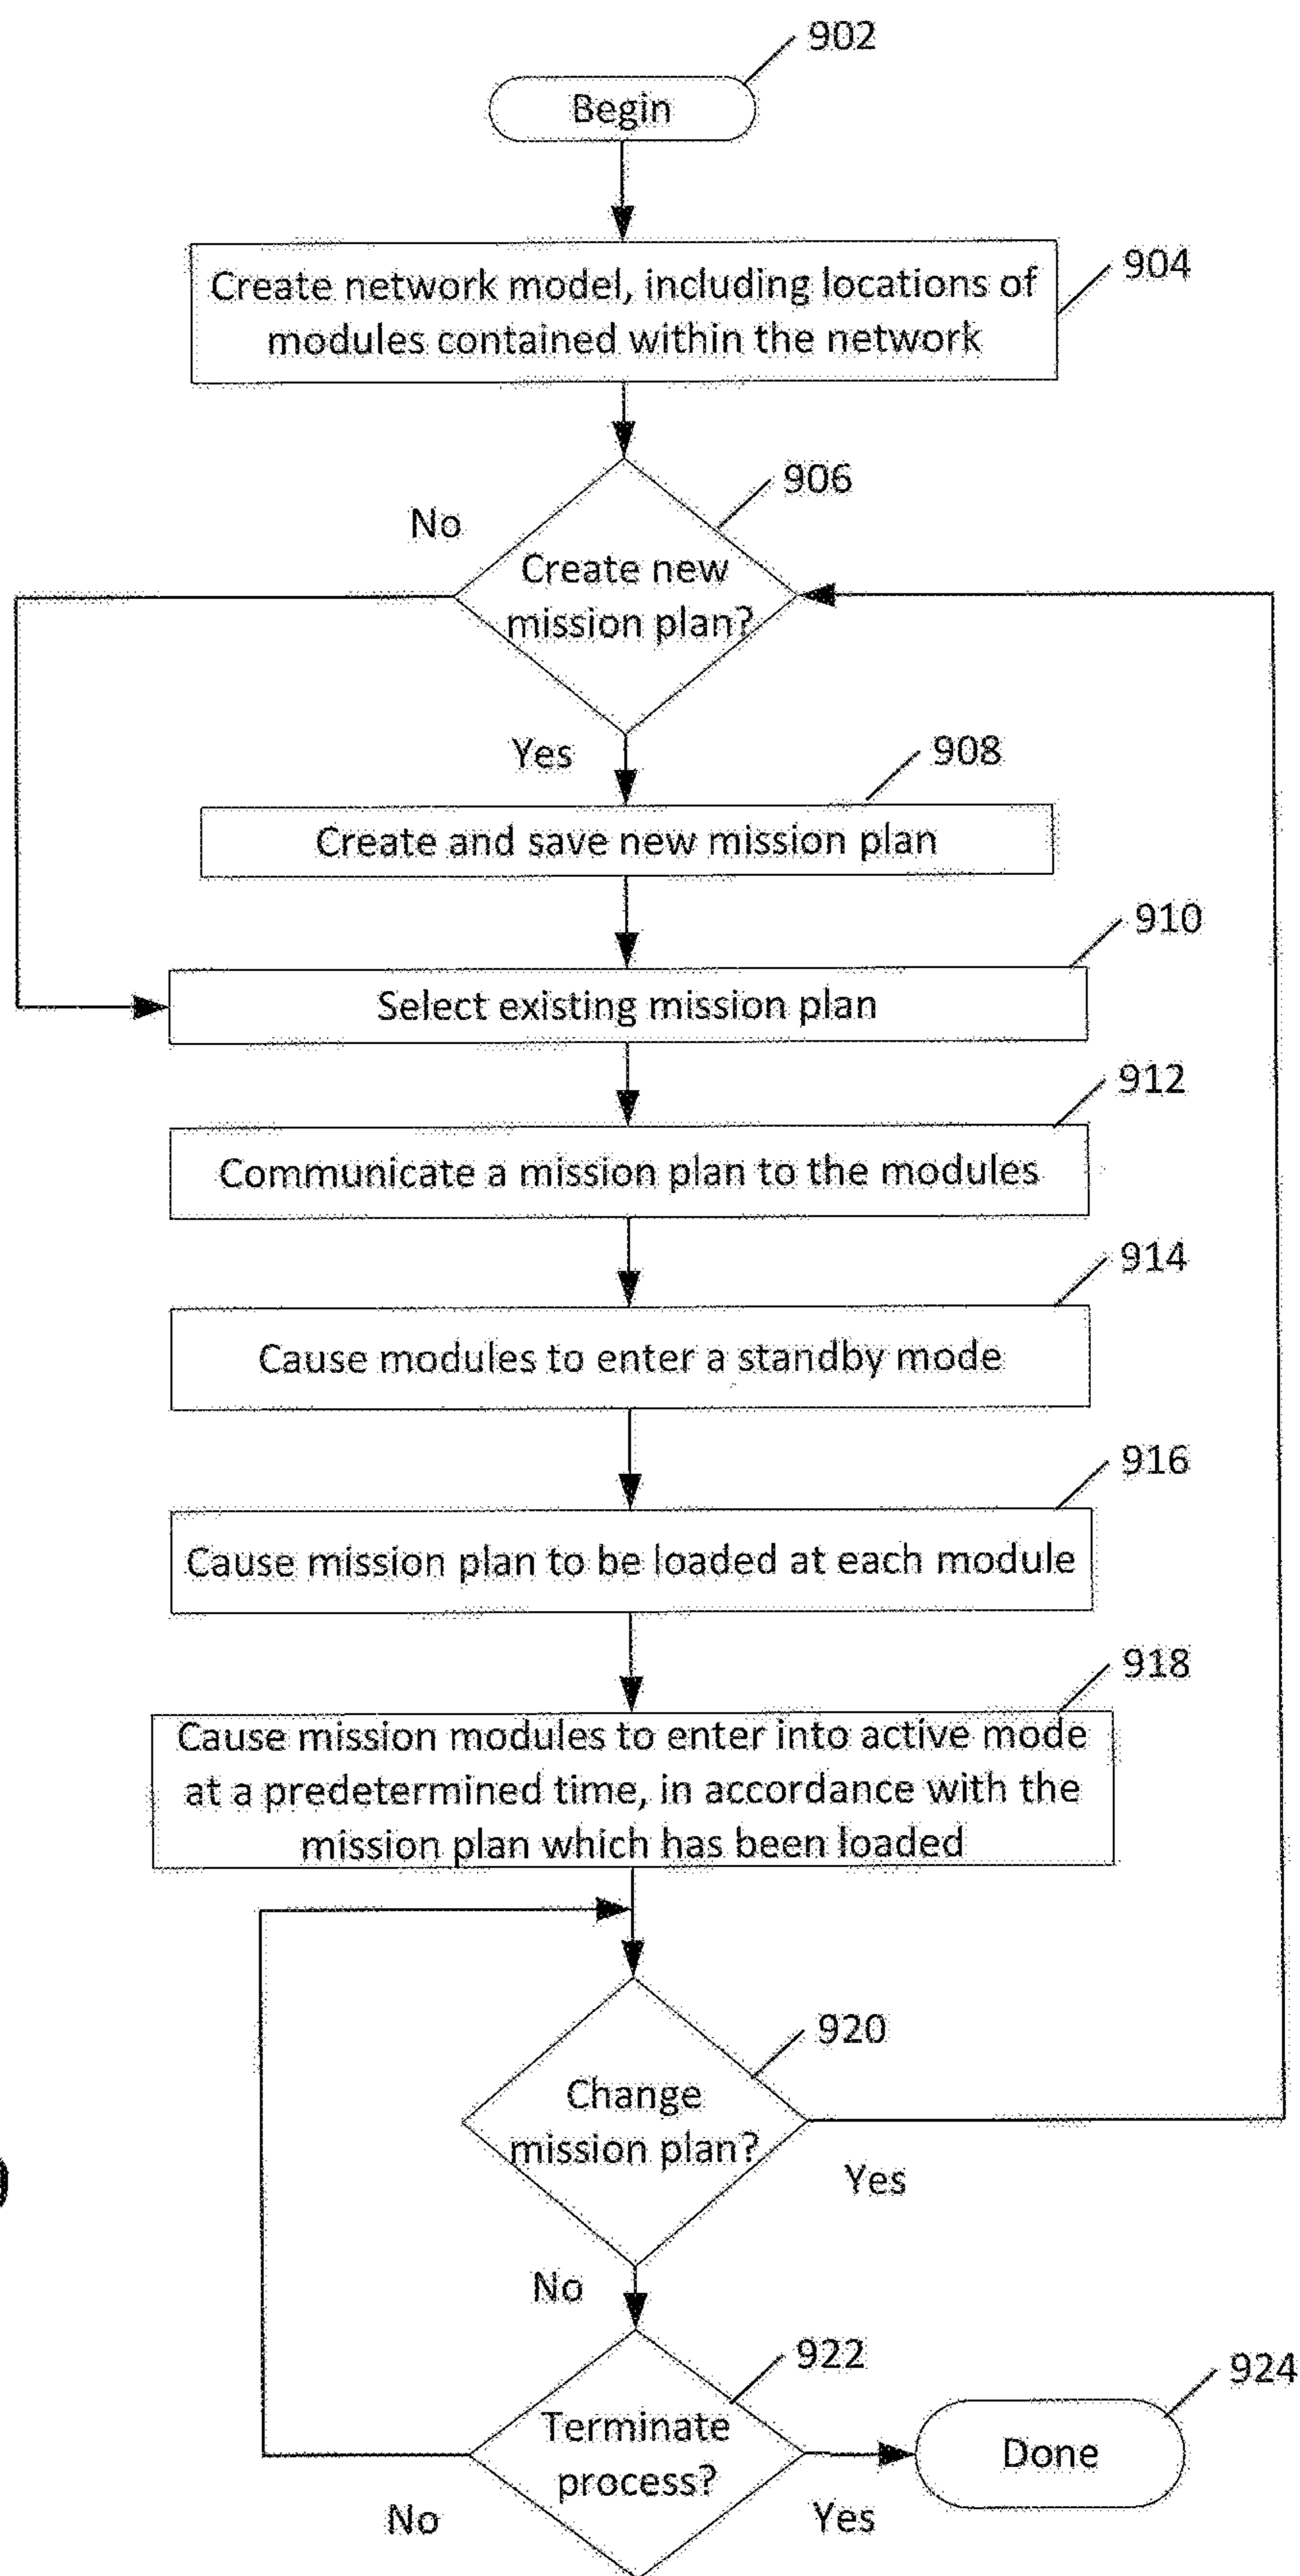 902
Begin
904
Create network model, including locations of
modules contained within the network
906
No
Create new
mission plan?
Yes
908
Create and save new mission plan
910
Select existing mission plan
912
Communicate a mission plan to the modules
914
Cause modules to enter a standby mode
916
Cause mission plan to be loaded at each module
918
Cause mission modules to enter into active mode
at a predetermined time, in accordance with the
mission plan which has been loaded
920
Change
mission plan?
Yes
No
922
924
Terminate
process?
Done
No
Yes